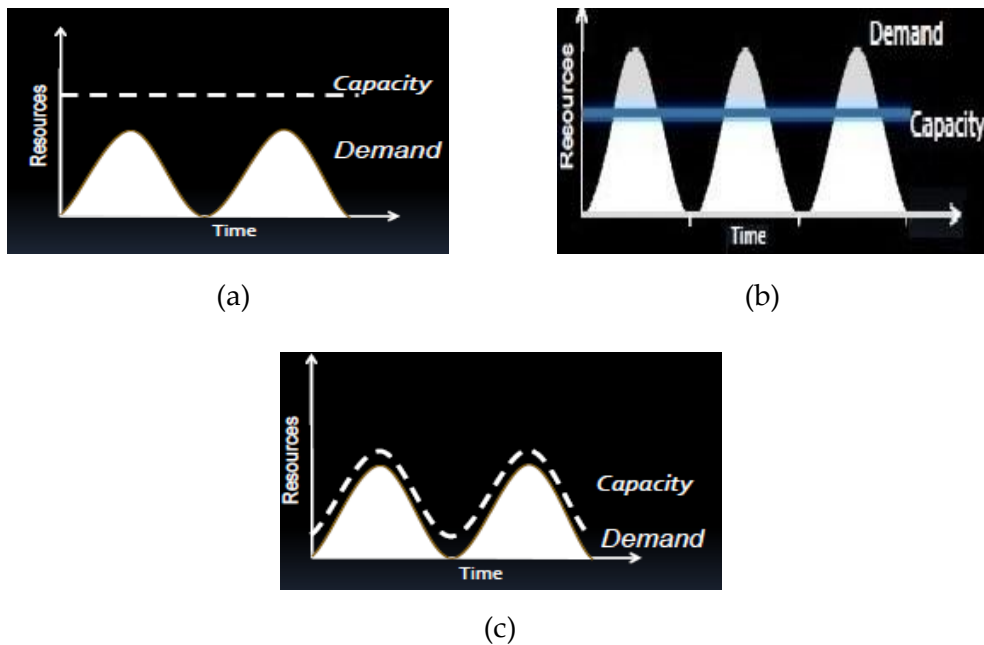 Capacity
Resources
Demand
Time
(a)
Demand
Resources
Capacity
Time
(b)
Resources
Capacity
Demand
Time
(c)